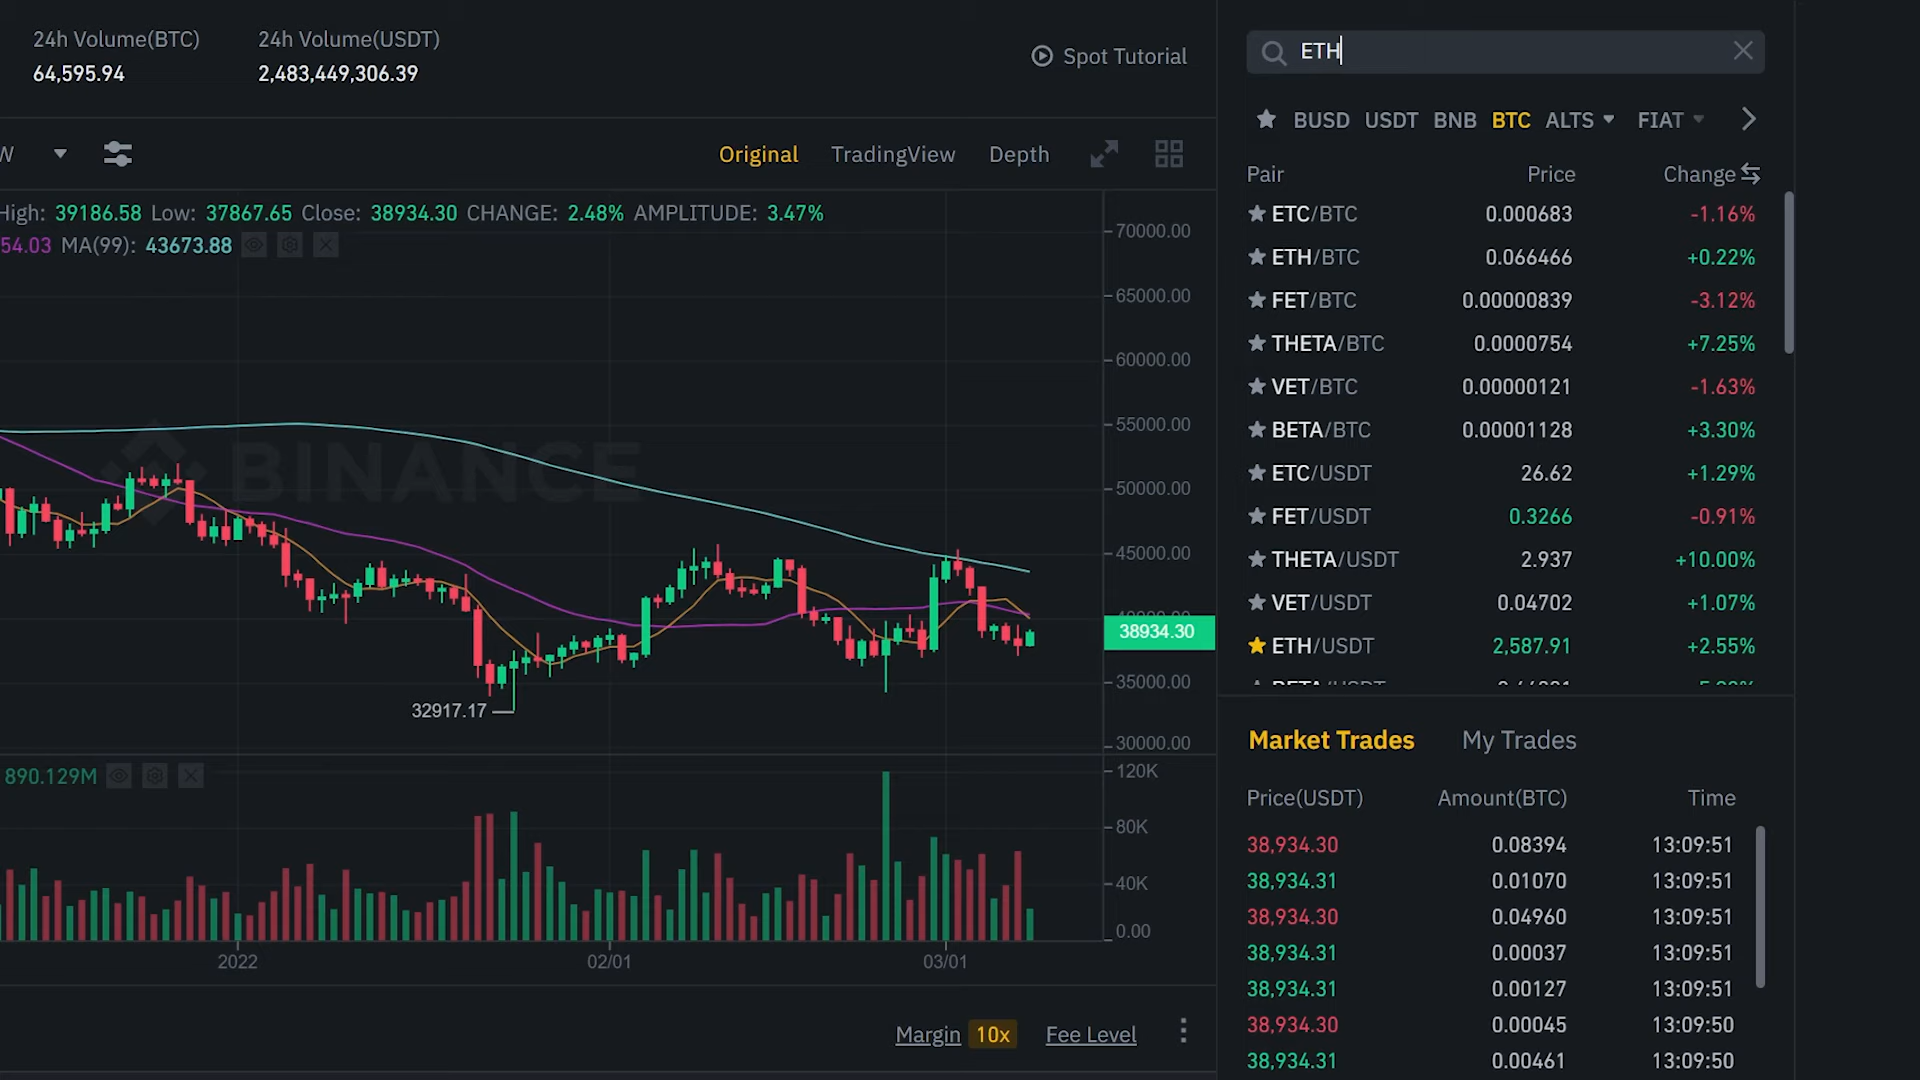 24h Volume(BTC) 24h Volume(USDT)
64,595.94 2,483,449,306.39
Spot Tutorial
W
Original TradingView Depth
High: 39186.58 Low: 37867.65 Close: 38934.30 CHANGE: 2.48% AMPLITUDE: 3.47%
54.03 MA(99): 43673.88
70000.00
65000.00
60000.00
55000.00
50000.00
45000.00
40000.00
38934.30
35000.00
30000.00
BINANCE
32917.17
890.129M
120K
80K
40K
0.00
2022 02/01 03/01
Margin 10x Fee Level
ETH
BUSD USDT BNB BTC ALTS FIAT
Pair Price Change
ETC/BTC 0.000683 -1.16%
ETH/BTC 0.066466 +0.22%
FET/BTC 0.00000839 -3.12%
THETA/BTC 0.0000754 +7.25%
VET/BTC 0.00000121 -1.63%
BETA/BTC 0.00001128 +3.30%
ETC/USDT 26.62 +1.29%
FET/USDT 0.3266 -0.91%
THETA/USDT 2.937 +10.00%
VET/USDT 0.04702 +1.07%
ETH/USDT 2,587.91 +2.55%
BETA/USDT
Market Trades My Trades
Price(USDT) Amount(BTC) Time
38,934.30 0.08394 13:09:51
38,934.31 0.01070 13:09:51
38,934.30 0.04960 13:09:51
38,934.31 0.00037 13:09:51
38,934.31 0.00127 13:09:51
38,934.30 0.00045 13:09:50
38,934.31 0.00461 13:09:50